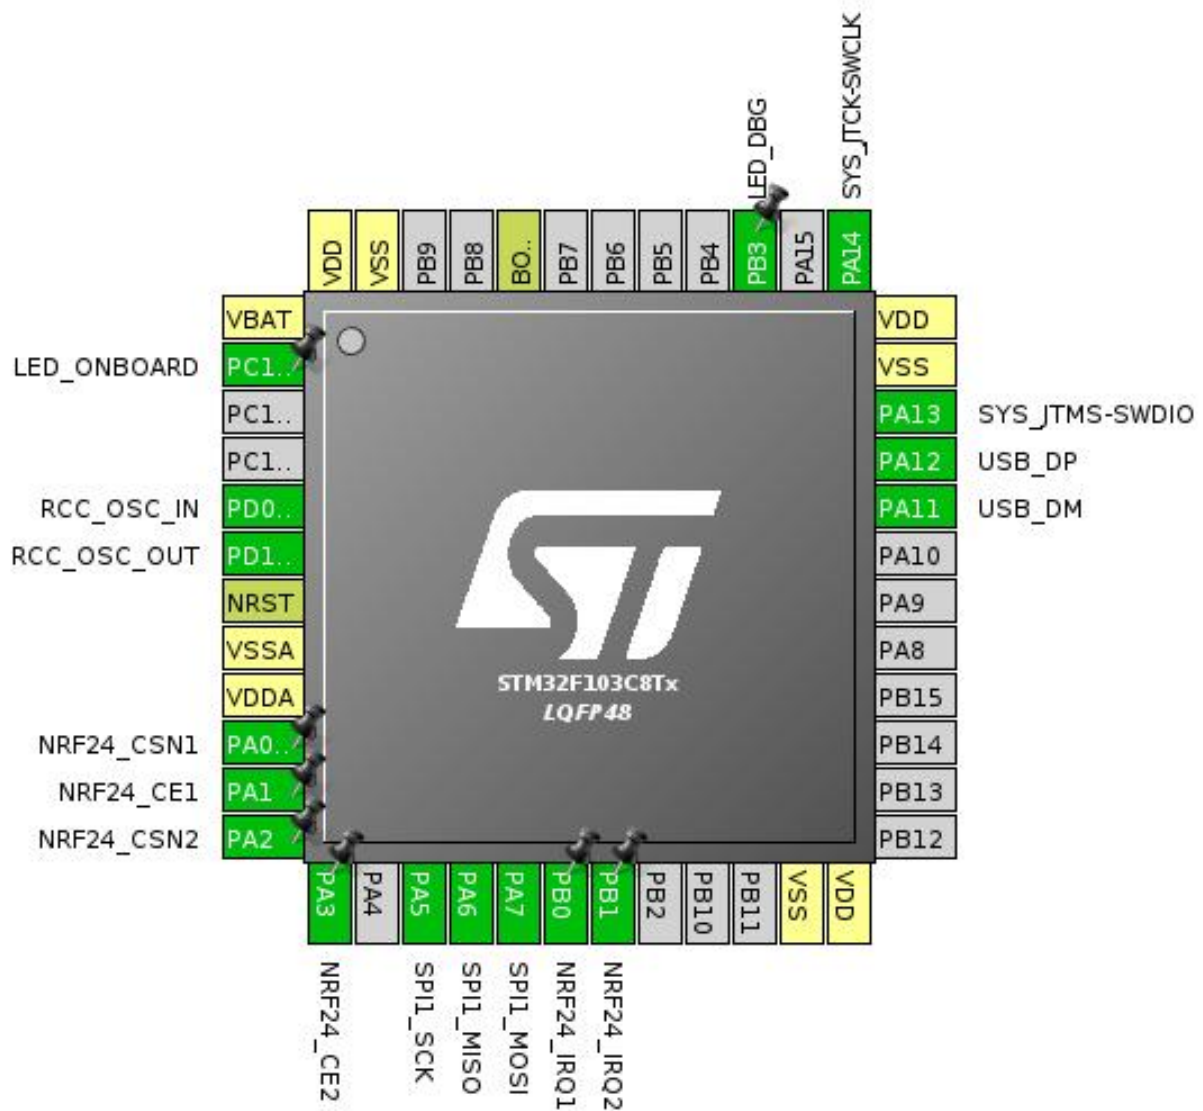 LED_DBG
SYS_JTCK-SWCLK
VDD
VSS
PB9
PB8
BO..
PB7
PB6
PB5
PB4
PB3
PA15
PA14
VBAT
LED_ONBOARD PC1..
PC1..
PC1..
RCC_OSC_IN PD0..
RCC_OSC_OUT PD1..
NRST
VSSA
VDDA
NRF24_CSN1 PA0..
NRF24_CE1 PA1
NRF24_CSN2 PA2
ST
STM32F103C8Tx
LQFP48
VDD
VSS
PA13 SYS_JTMS-SWDIO
PA12 USB_DP
PA11 USB_DM
PA10
PA9
PA8
PB15
PB14
PB13
PB12
PA3
PA4
PA5
PA6
PA7
PB0
PB1
PB2
PB10
PB11
VSS
VDD
NRF24_CE2
SPI1_SCK
SPI1_MISO
SPI1_MOSI
NRF24_IRQ1
NRF24_IRQ2